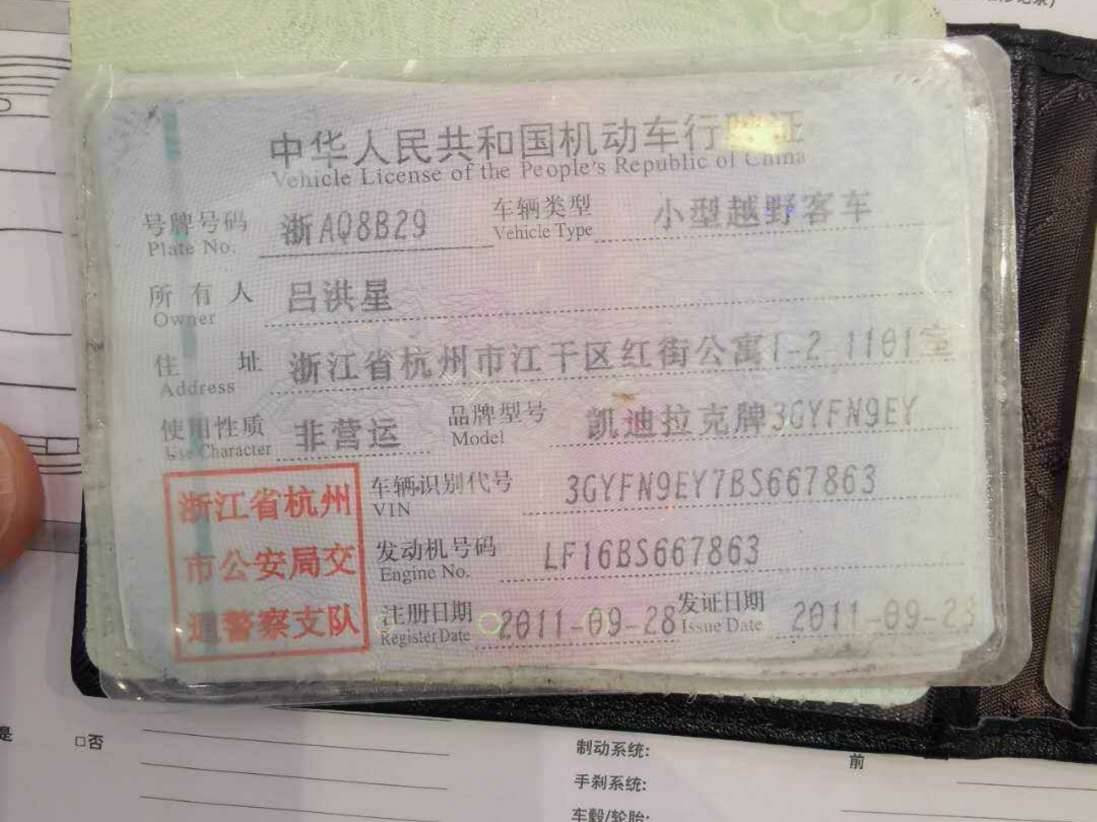 中华人民共和国机动车行驶证
Vehicle License of the People's Republic of China
号牌号码 浙AQ8B29 车辆类型 小型越野客车
Plate No. Vehicle Type
所有人 吕洪星
Owner
住址 浙江省杭州市江干区红街公寓1-2-1101室
Address
使用性质 非营运 品牌型号 凯迪拉克牌3GYFN9EY
Use Character Model
浙江省杭州
市公安局交
通警察支队
车辆识别代号 3GYFN9EY7BS667863
VIN
发动机号码 LF16BS667863
Engine No.
注册日期 2011-09-28 发证日期 2011-09-23
Register Date Issue Date
是 □否
制动系统:
前
手刹系统:
车毂/轮胎: